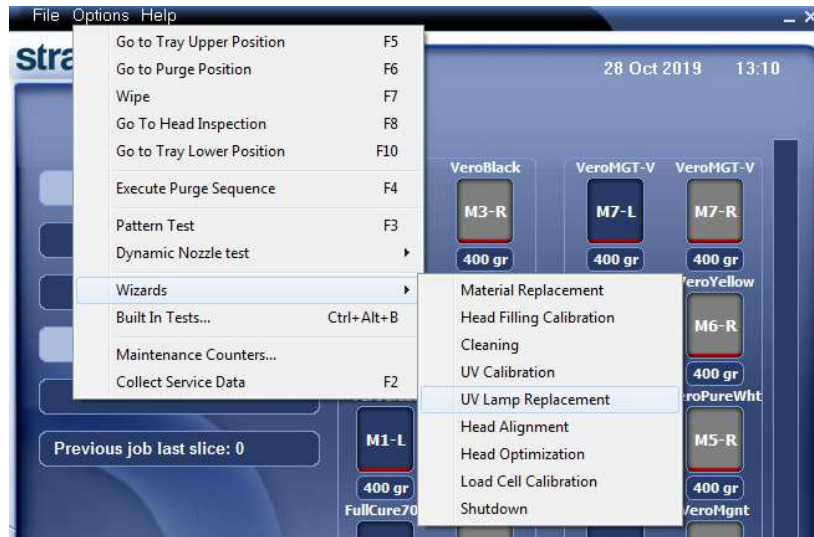 File Options Help
stra
28 Oct 2019 13:10
Go to Tray Upper Position F5
Go to Purge Position F6
Wipe F7
Go To Head Inspection F8
Go to Tray Lower Position F10
Execute Purge Sequence F4
Pattern Test F3
Dynamic Nozzle test
Wizards
Built In Tests... Ctrl+Alt+B
Maintenance Counters...
Collect Service Data F2
Material Replacement
Head Filling Calibration
Cleaning
UV Calibration
UV Lamp Replacement
Head Alignment
Head Optimization
Load Cell Calibration
Shutdown
VeroBlack VeroMGT-V VeroMGT-V
M3-R M7-L M7-R
400 gr 400 gr 400 gr
eroYellow
M6-R
400 gr
roPureWht
Previous job last slice: 0
M1-L M5-R
400 gr 400 gr
FullCure70 VeroMgnt